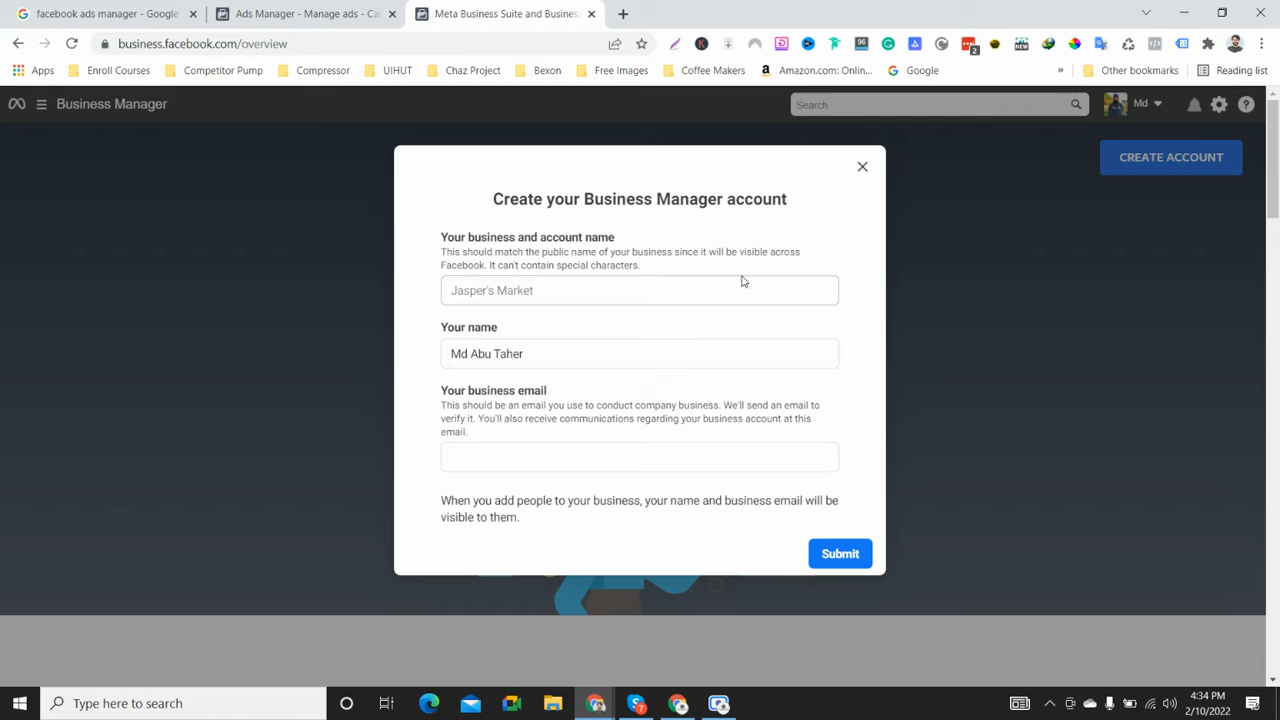 facebook ads manager - Google
Ads Manager - Manage ads - Ca
Meta Business Suite and Busines
business.facebook.com/overview
96
NEW
2
Apps
Enroll Courses
Competitor Pump
Compressor
UIHUT
Chaz Project
Bexon
Free Images
Coffee Makers
Amazon.com: Onlin...
Google
»
Other bookmarks
Reading list
Business Manager
Search
Md
CREATE ACCOUNT
Create your Business Manager account
Your business and account name
This should match the public name of your business since it will be visible across
Facebook. It can't contain special characters.
Jasper's Market
Your name
Md Abu Taher
Your business email
This should be an email you use to conduct company business. We'll send an email to
verify it. You'll also receive communications regarding your business account at this
email.
When you add people to your business, your name and business email will be
visible to them.
Submit
Type here to search
7
4:34 PM
2/10/2022